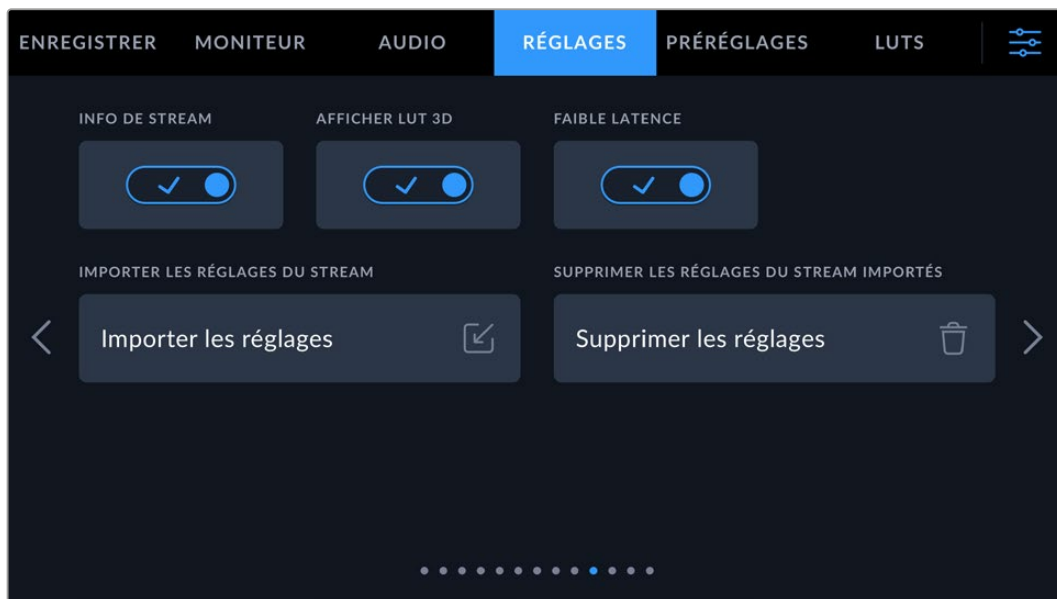 ENREGISTRER MONITEUR AUDIO RÉGLAGES PRÉRÉGLAGES LUTS
INFO DE STREAM AFFICHER LUT 3D FAIBLE LATENCE
IMPORTER LES RÉGLAGES DU STREAM SUPPRIMER LES RÉGLAGES DU STREAM IMPORTÉS
Importer les réglages Supprimer les réglages